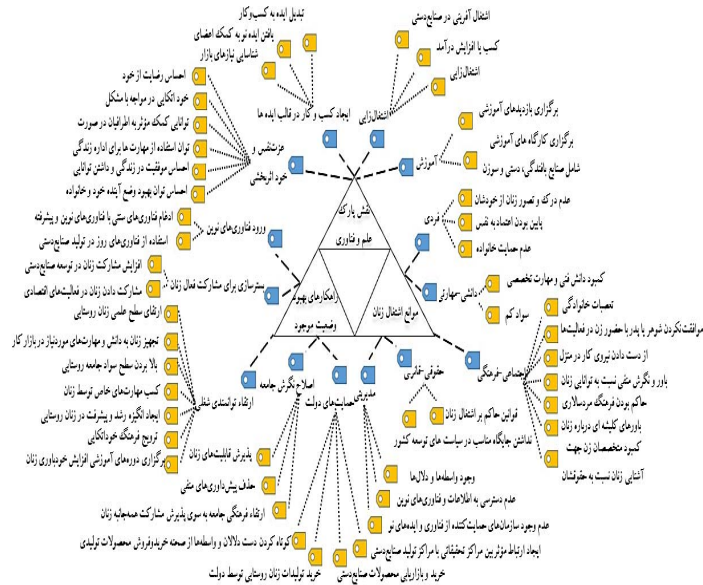 تبدیل ایده به کسب‌وکار
یافتن ایده نو به کمک اعضای
شناسایی نیازهای بازار
ایجاد کسب و کار در قالب ایده ها
اشتغال آفرینی در صنایع‌دستی
کسب یا افزایش درآمد
اشتغال‌زایی
اشتغال‌زایی
برگزاری بازدیدهای آموزشی
برگزاری کارگاه های آموزشی
شامل صنایع بافندگی، دستی و سوزن
آموزش
احساس رضایت از خود
خود اتکایی در مواجه با مشکل
توانایی کمک مؤثر به اطرافیان در صورت
توان استفاده از مهارت ها برای اداره زندگی
احساس موفقیت در زندگی و داشتن توانایی
احساس توان بهبود وضع آینده خود و خانواده
عزت‌نفس و
خود اثربخشی
نقش پارک
علم و فناوری
عدم درک و تصور زنان از خودشان
پایین بودن اعتماد به نفس
عدم حمایت خانواده
فردی
ادغام فناوری‌های سنتی با فناوری‌های نوین و پیشرفته
استفاده از فناوری‌های روز در تولید صنایع‌دستی
ورود فناوری‌های نوین
افزایش مشارکت زنان در توسعه صنایع‌دستی
مشارکت دادن زنان در فعالیت‌های اقتصادی
بسترسازی برای مشارکت فعال زنان
کمبود دانش فنی و مهارت تخصصی
سواد کم
دانشی-مهارتی
راهکارهای بهبود
وضعیت موجود
موانع اشتغال زنان
تعصبات خانوادگی
موافقت‌نکردن شوهر یا پدر با حضور زن در فعالیت‌ها
از دست دادن نیروی کار در منزل
باور و نگرش منفی نسبت به توانایی زنان
حاکم بودن فرهنگ مردسالاری
باورهای کلیشه ای درباره زنان
کمبود متخصصان زن جهت
آشنایی زنان نسبت به حقوقشان
اجتماعی-فرهنگی
ارتقای سطح علمی زنان روستایی
تجهیز زنان به دانش و مهارت‌های موردنیاز در بازار کار
بالا بردن سطح سواد جامعه روستایی
کسب مهارت‌های خاص توسط زنان
ایجاد انگیزه رشد و پیشرفت در زنان روستایی
ترویج فرهنگ خوداتکایی
برگزاری دوره‌های آموزشی افزایش خودباوری زنان
ارتقاء توانمندی شغلی
اصلاح نگرش جامعه
حمایت‌های دولت
مدیریتی
حقوقی-قانونی
قوانین حاکم بر اشتغال زنان
نداشتن جایگاه مناسب در سیاست های توسعه کشور
پذیرش قابلیت‌های زنان
حذف پیش‌داوری‌های منفی
ارتقاء فرهنگی جامعه به سوی پذیرش مشارکت همه‌جانبه زنان
وجود واسطه‌ها و دلال‌ها
عدم دسترسی به اطلاعات و فناوری‌های نوین
عدم وجود سازمان‌های حمایت‌کننده از فناوری و ایده‌های نو
ایجاد ارتباط مؤثر بین مراکز تحقیقاتی با مراکز تولید صنایع‌دستی
کوتاه کردن دست دلالان و واسطه‌ها از صحنه خریدوفروش محصولات تولیدی
خرید و بازاریابی محصولات صنایع‌دستی
خرید تولیدات زنان روستایی توسط دولت